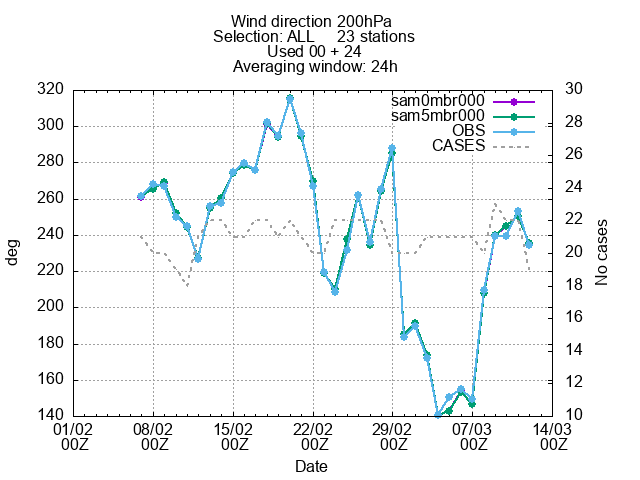 Wind direction 200hPa
Selection: ALL 23 stations
Used 00 + 24
Averaging window: 24h
320 30
300 28
280 26
260 24
240 22
220 20
200 18
180 16
160 14
140 12
10
sam0mbr000
sam5mbr000
OBS
CASES
deg
No cases
01/02 08/02 15/02 22/02 29/02 07/03 14/03
00Z 00Z 00Z 00Z 00Z 00Z 00Z
Date